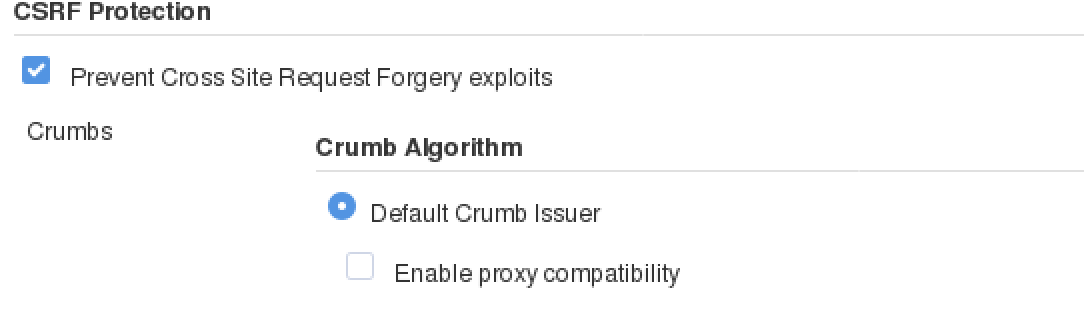 CSRF Protection
Prevent Cross Site Request Forgery exploits
Crumbs
Crumb Algorithm
Default Crumb Issuer
Enable proxy compatibility